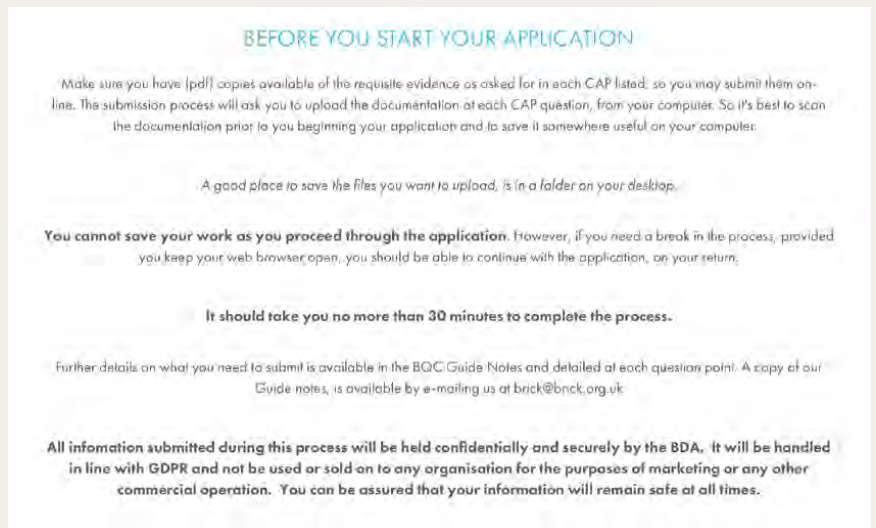 BEFORE YOU START YOUR APPLICATION
Make sure you have (pdf) copies available of the requisite evidence as asked for in each CAP listed, so you may submit them on-
line. The submission process will ask you to upload the documentation at each CAP question, from your computer. So it's best to scan
the documentation prior to you beginning your application and to save it somewhere useful on your computer.
A good place to save the files you want to upload, is in a folder on your desktop.
You cannot save your work as you proceed through the application. However, if you need a break in the process, provided
you keep your web browser open, you should be able to continue with the application, on your return.
It should take you no more than 30 minutes to complete the process.
Further details on what you need to submit is available in the BQC Guide Notes and detailed at each question point. A copy of our
Guide notes, is available by e-mailing us at brick@brick.org.uk
All infomation submitted during this process will be held confidentially and securely by the BDA. It will be handled
in line with GDPR and not be used or sold on to any organisation for the purposes of marketing or any other
commercial operation. You can be assured that your information will remain safe at all times.